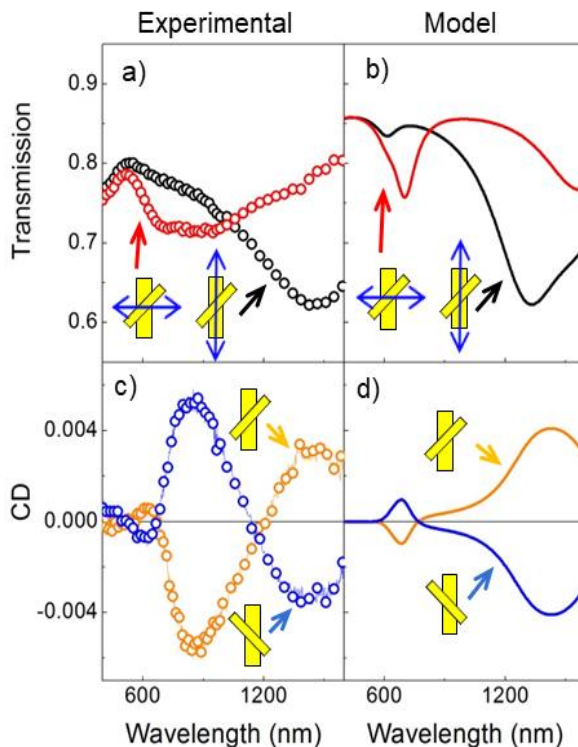 Experimental Model
a) b)
0.9
0.8
0.7
0.6
Transmission
c) d)
0.004
0.000
-0.004
CD
600 1200 600 1200
Wavelength (nm) Wavelength (nm)